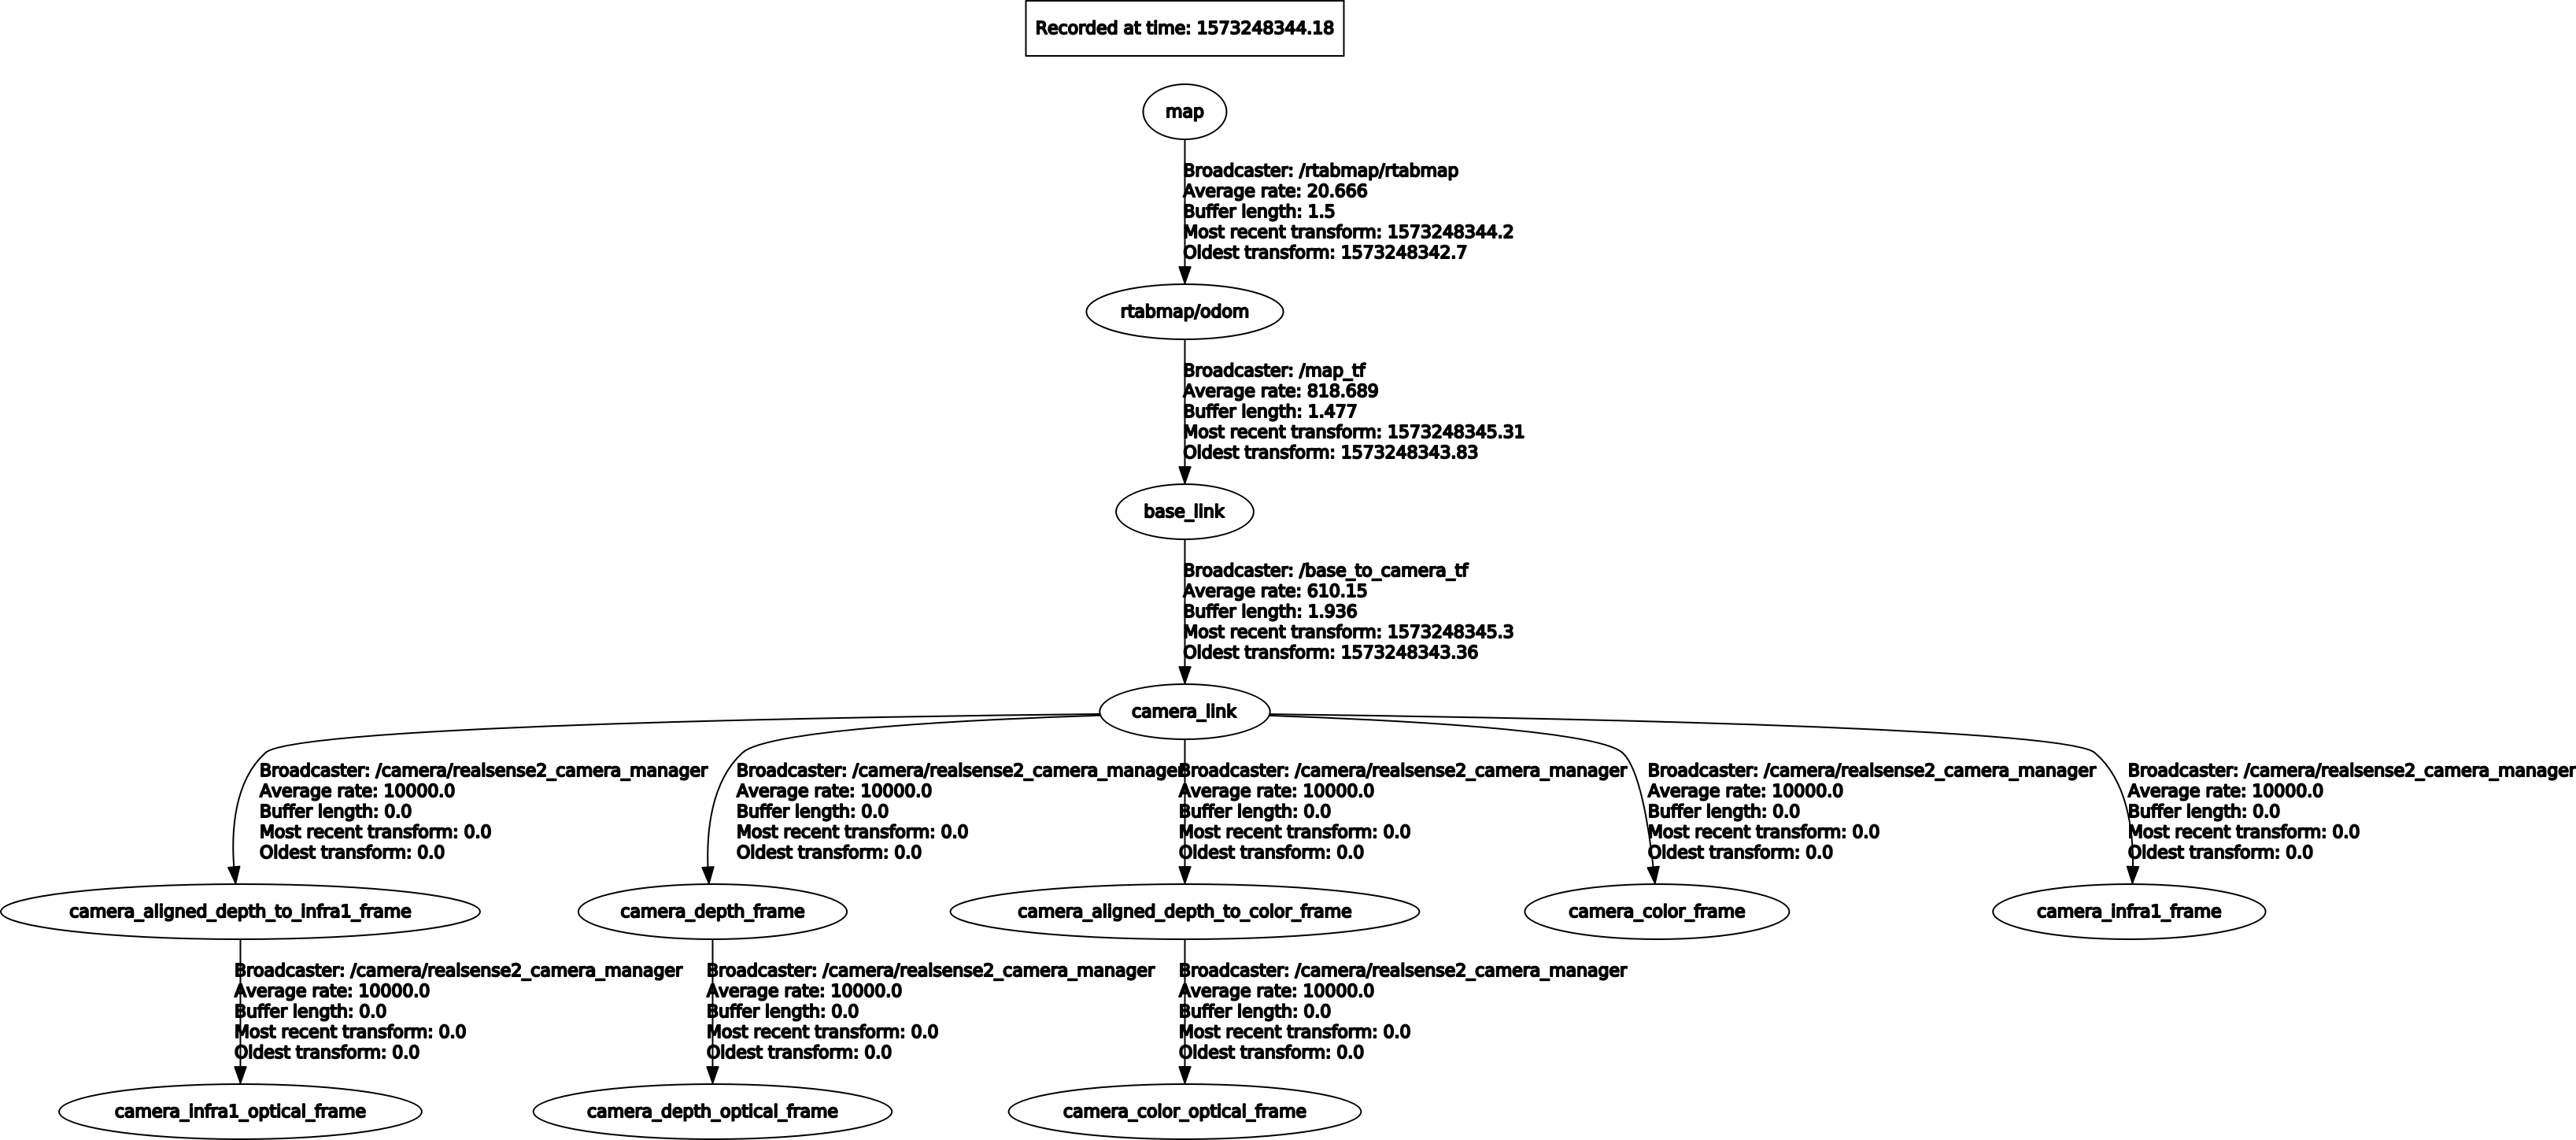 Recorded at time: 1573248344.18
map
Broadcaster: /rtabmap/rtabmap
Average rate: 20.666
Buffer length: 1.5
Most recent transform: 1573248344.2
Oldest transform: 1573248342.7
rtabmap/odom
Broadcaster: /map_tf
Average rate: 818.689
Buffer length: 1.477
Most recent transform: 1573248345.31
Oldest transform: 1573248343.83
base_link
Broadcaster: /base_to_camera_tf
Average rate: 610.15
Buffer length: 1.936
Most recent transform: 1573248345.3
Oldest transform: 1573248343.36
camera_link
Broadcaster: /camera/realsense2_camera_manager
Average rate: 10000.0
Buffer length: 0.0
Most recent transform: 0.0
Oldest transform: 0.0
Broadcaster: /camera/realsense2_camera_manager
Average rate: 10000.0
Buffer length: 0.0
Most recent transform: 0.0
Oldest transform: 0.0
Broadcaster: /camera/realsense2_camera_manager
Average rate: 10000.0
Buffer length: 0.0
Most recent transform: 0.0
Oldest transform: 0.0
Broadcaster: /camera/realsense2_camera_manager
Average rate: 10000.0
Buffer length: 0.0
Most recent transform: 0.0
Oldest transform: 0.0
Broadcaster: /camera/realsense2_camera_manager
Average rate: 10000.0
Buffer length: 0.0
Most recent transform: 0.0
Oldest transform: 0.0
camera_aligned_depth_to_infra1_frame
camera_depth_frame
camera_aligned_depth_to_color_frame
camera_color_frame
camera_infra1_frame
Broadcaster: /camera/realsense2_camera_manager
Average rate: 10000.0
Buffer length: 0.0
Most recent transform: 0.0
Oldest transform: 0.0
Broadcaster: /camera/realsense2_camera_manager
Average rate: 10000.0
Buffer length: 0.0
Most recent transform: 0.0
Oldest transform: 0.0
Broadcaster: /camera/realsense2_camera_manager
Average rate: 10000.0
Buffer length: 0.0
Most recent transform: 0.0
Oldest transform: 0.0
camera_infra1_optical_frame
camera_depth_optical_frame
camera_color_optical_frame